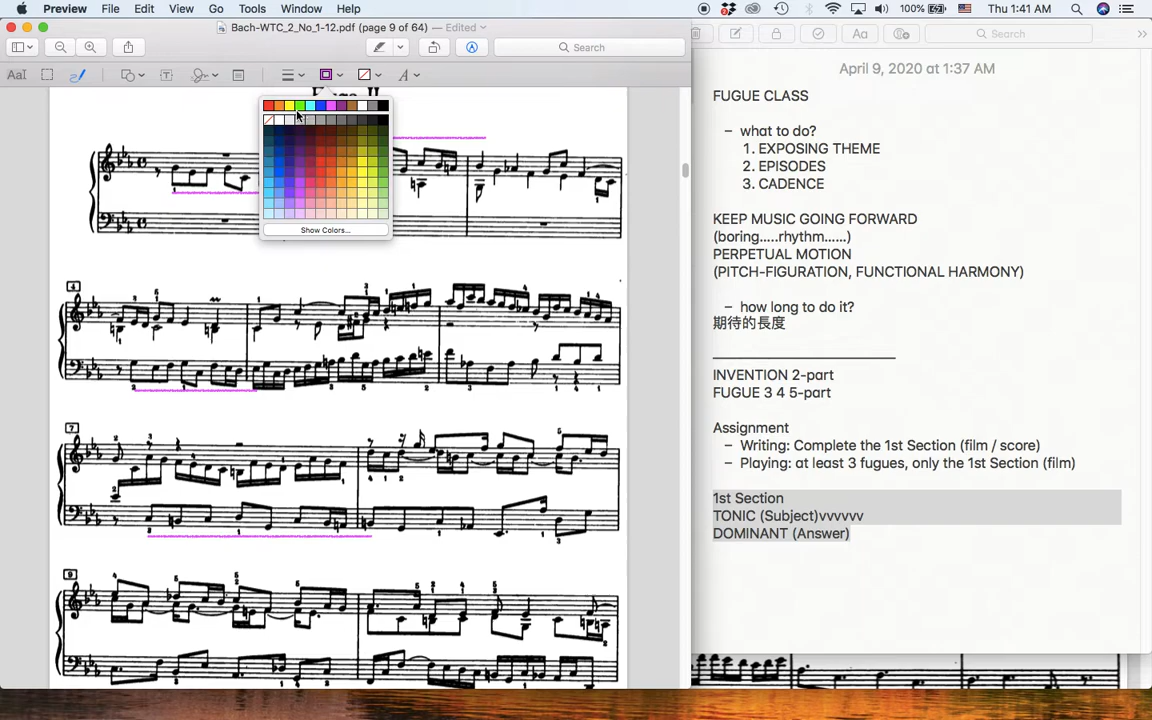 Preview File Edit View Go Tools Window Help
100% Thu 1:41 AM
Bach-WTC_2_No_1-12.pdf (page 9 of 64) — Edited
Search
Aa
Search
AaI
T
A
April 9, 2020 at 1:37 AM
FUGUE CLASS
– what to do?
1. EXPOSING THEME
2. EPISODES
3. CADENCE
KEEP MUSIC GOING FORWARD
(boring.....rhythm......)
PERPETUAL MOTION
(PITCH-FIGURATION, FUNCTIONAL HARMONY)
– how long to do it?
期待的長度
INVENTION 2-part
FUGUE 3 4 5-part
Assignment
– Writing: Complete the 1st Section (film / score)
– Playing: at least 3 fugues, only the 1st Section (film)
1st Section
TONIC (Subject)vvvvvv
DOMINANT (Answer)
Show Colors...
4
7
9